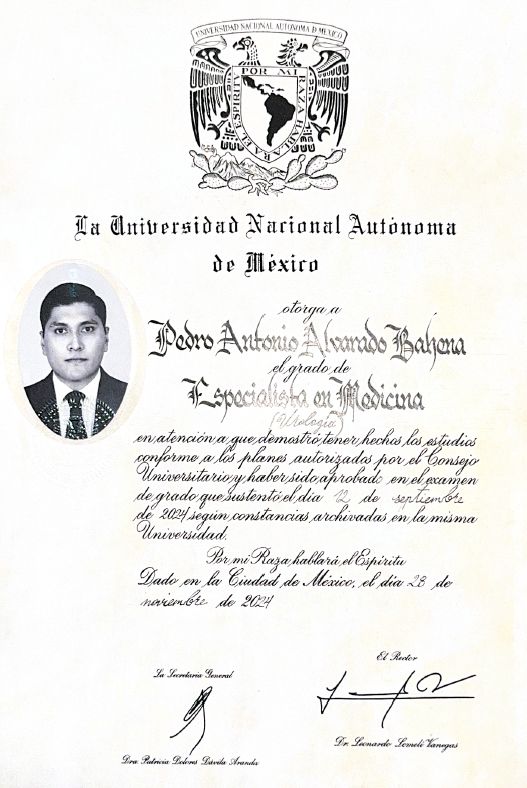 UNIVERSIDAD NACIONAL AUTONOMA D MEXICO
POR MI RAZA HABLARA EL ESPIRITU
La Universidad Nacional Autónoma
de México
otorga a
Pedro Antonio Alvarado Bahena
el grado de
Especialista en Medicina
(Urología)
en atención a que demostró tener hechos los estudios
conforme a los planes autorizados por el Consejo
Universitario y haber sido aprobado en el examen
de grado que sustentó el día 12 de septiembre
de 2024 según constancias archivadas en la misma
Universidad.
Por mi Raza hablará el Espíritu
Dado en la Ciudad de México, el día 28 de
noviembre de 2024
El Rector
La Secretaria General
Dr. Leonardo Lomelí Vanegas
Dra. Patricia Dolores Dávila Aranda